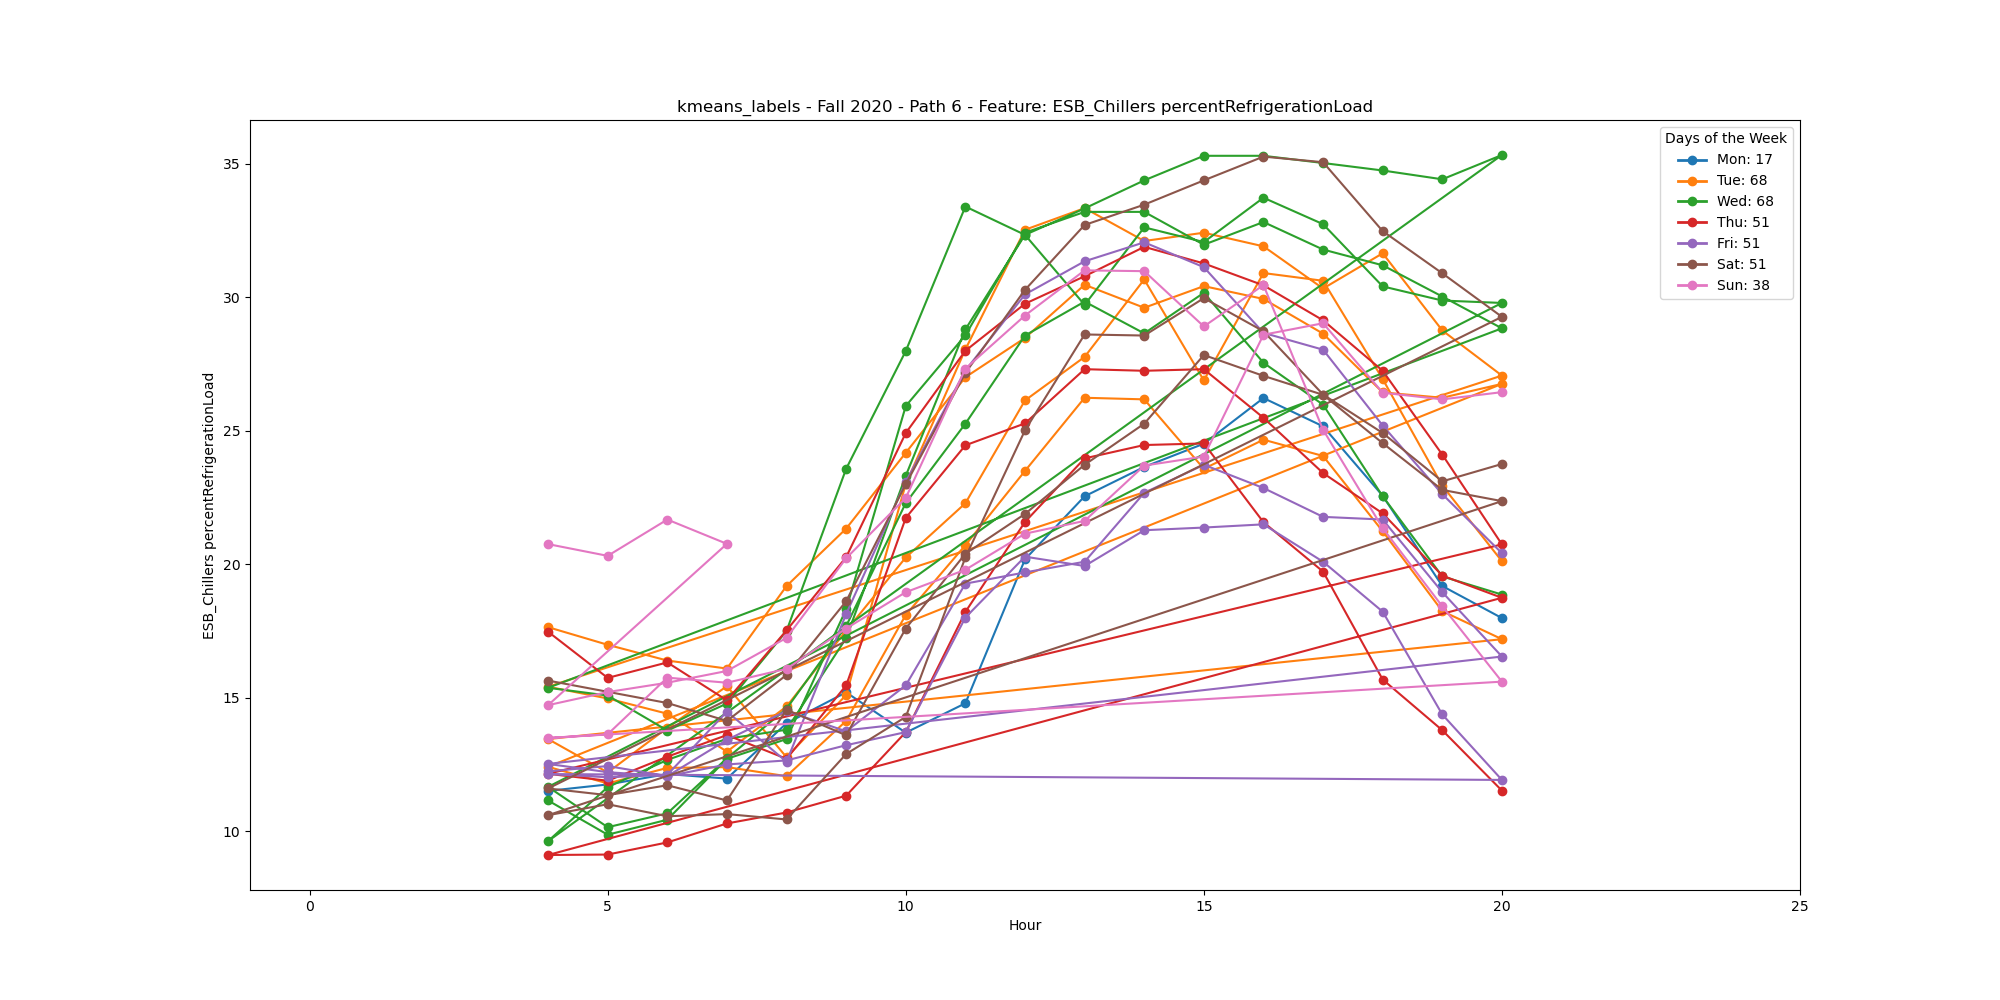 kmeans_labels - Fall 2020 - Path 6 - Feature: ESB_Chillers percentRefrigerationLoad
Days of the Week
Mon: 17
Tue: 68
Wed: 68
Thu: 51
Fri: 51
Sat: 51
Sun: 38
ESB_Chillers percentRefrigerationLoad
35
30
25
20
15
10
0
5
10
15
20
25
Hour